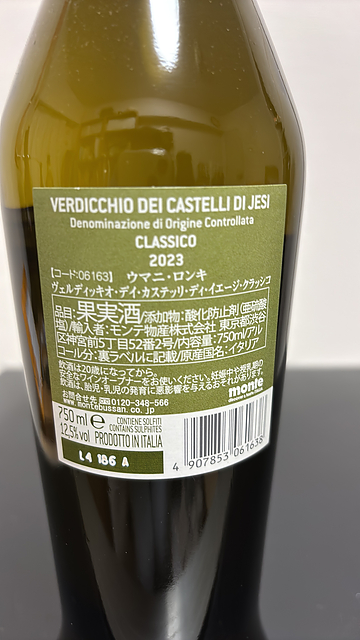 VERDICCHIO DEI CASTELLI DI JESI
Denominazione di Origine Controllata
CLASSICO
2023
【コード:06163】 ウマニ・ロンキ
ヴェルディッキオ・デイ・カステッリ・ディ・イエージ・クラッシコ
品目:果実酒/添加物:酸化防止剤(亜硫酸
塩)/輸入者:モンテ物産株式会社 東京都渋谷
区神宮前5丁目52番2号/内容量:750ml/アル
コール分:裏ラベルに記載/原産国名:イタリア
飲酒は20歳になってから。
安全なワインオープナーをお使いください。妊娠中や授乳期の
飲酒は、胎児・乳児の発育に悪影響を与えるおそれがあります。
お問合せ先 0120-348-566
www.montebussan.co.jp
monte
750 ml e
CONTIENE SOLFITI
CONTAINS SULPHITES
12,5%vol PRODOTTO IN ITALIA
L4 186 A
4 907853 061638